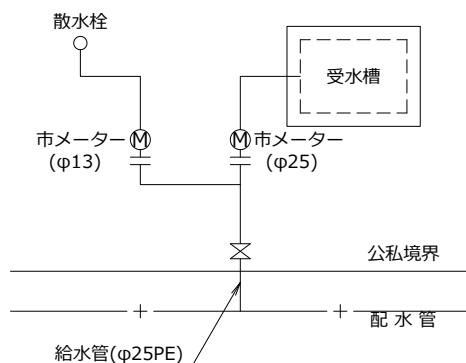 散水栓
受水槽
市メーター
(φ13)
M
M
市メーター
(φ25)
公私境界
配水管
給水管(φ25PE)